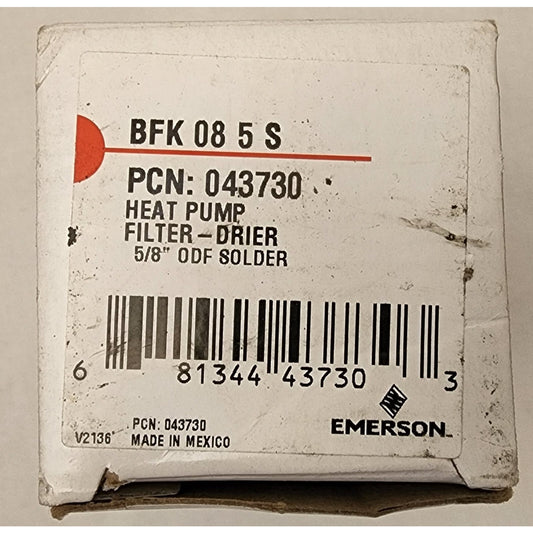 BFK 08 5 S
PCN: 043730
HEAT PUMP
FILTER-DRIER
5/8" ODF SOLDER
6 81344 43730 3
PCN: 043730
V2136 MADE IN MEXICO
EMERSON